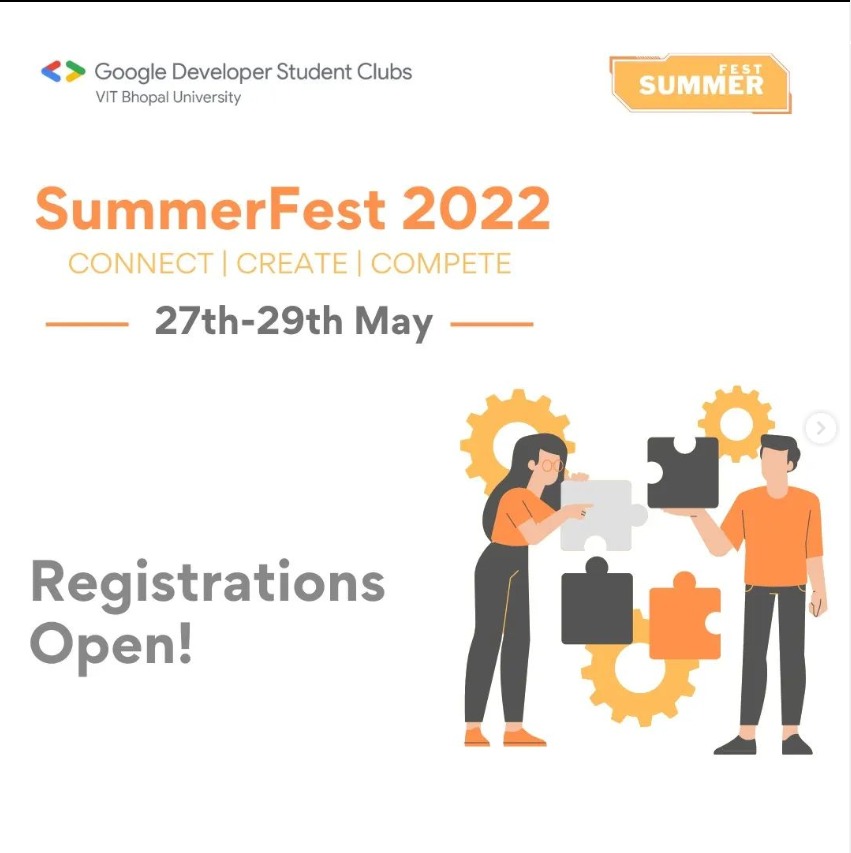 Google Developer Student Clubs
VIT Bhopal University
FEST
SUMMER
SummerFest 2022
CONNECT | CREATE | COMPETE
27th-29th May
Registrations
Open!